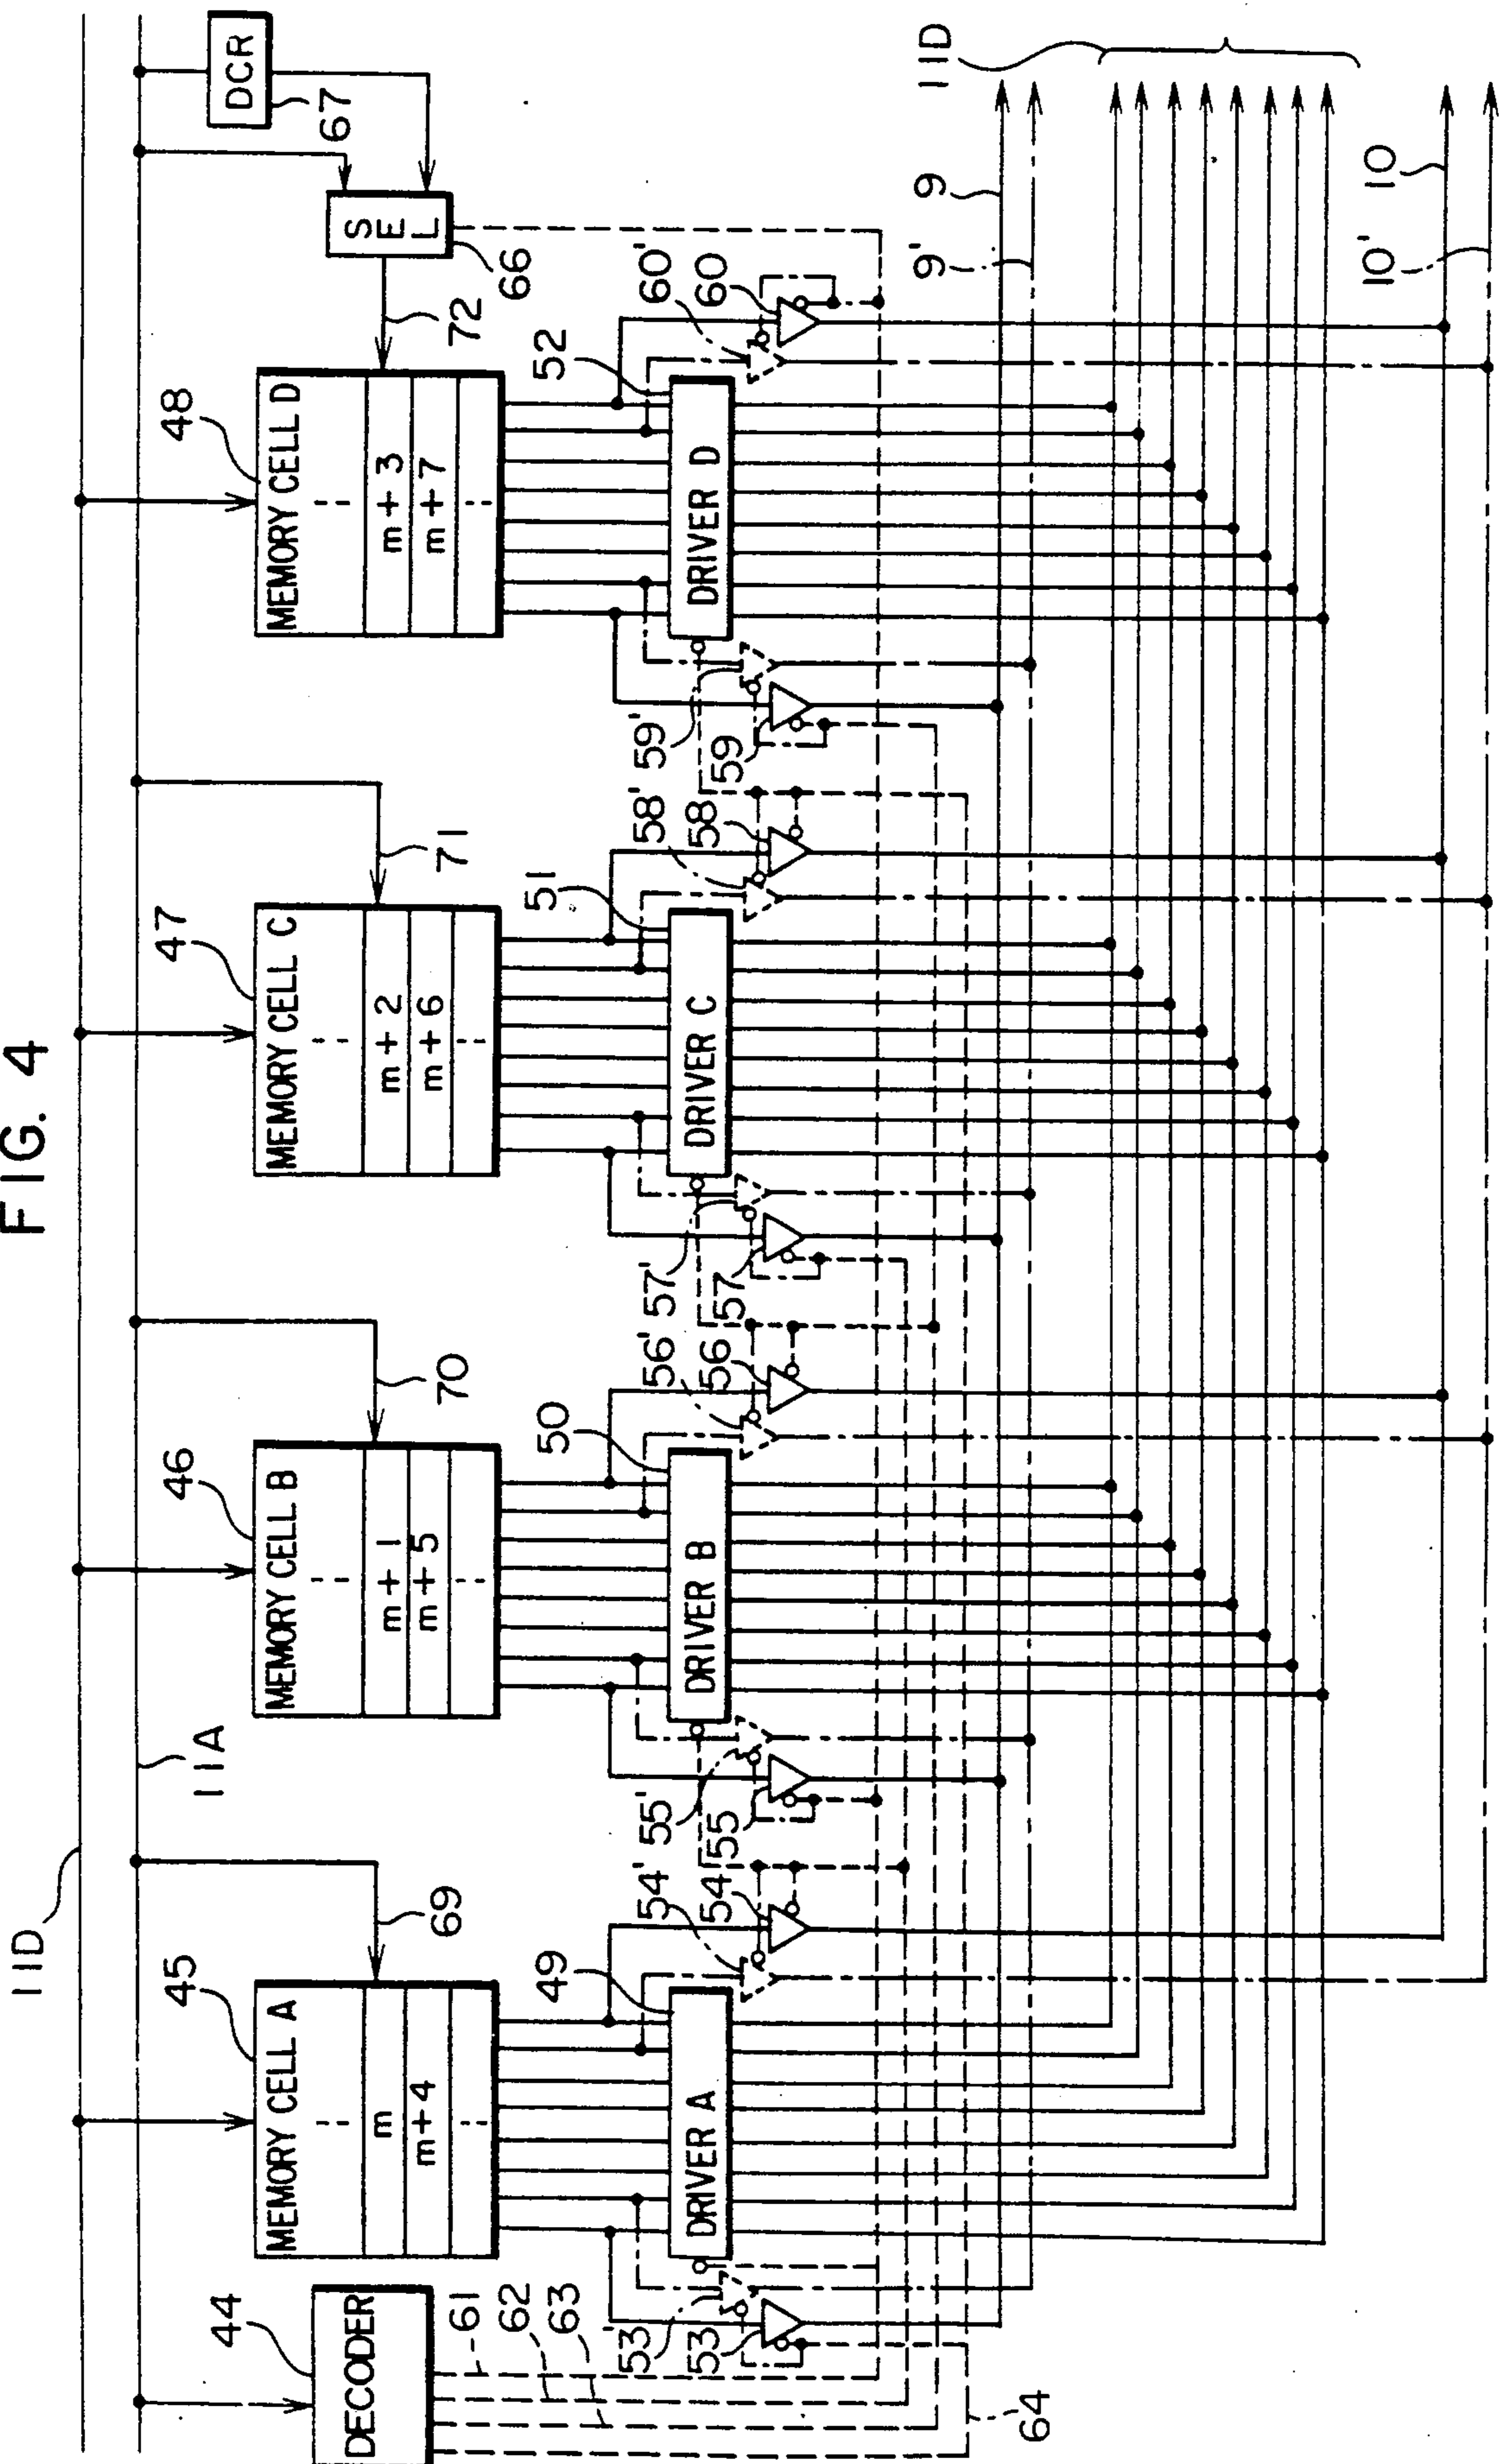 FIG. 4
11D
11A
44
DECODER
45
MEMORY CELL A
m
m+4
69
46
MEMORY CELL B
m+1
m+5
70
47
MEMORY CELL C
m+2
m+6
71
48
MEMORY CELL D
m+3
m+7
72
SEL
66
DCR
67
61
62
63
64
49
DRIVER A
53'
53
54'
54
50
DRIVER B
55'
55
56'
56
51
DRIVER C
57'
57
58'
58
52
DRIVER D
59'
59
60'
60
9
9'
11D
10
10'